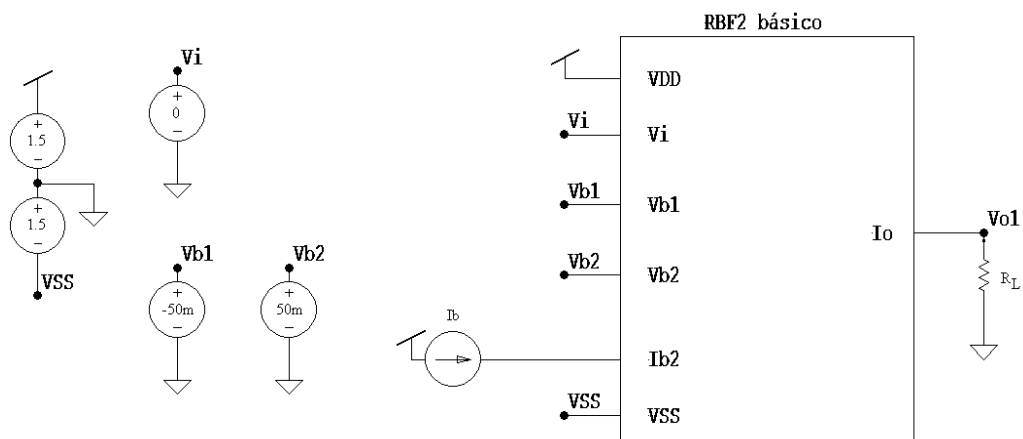 RBF2 básico
Vi
+
0
−
+
1.5
−
+
1.5
−
VSS
Vb1
+
-50m
−
Vb2
+
50m
−
Ib
VDD
Vi
Vi
Vb1
Vb1
Vb2
Vb2
Ib2
VSS
VSS
Io
Vo1
RL